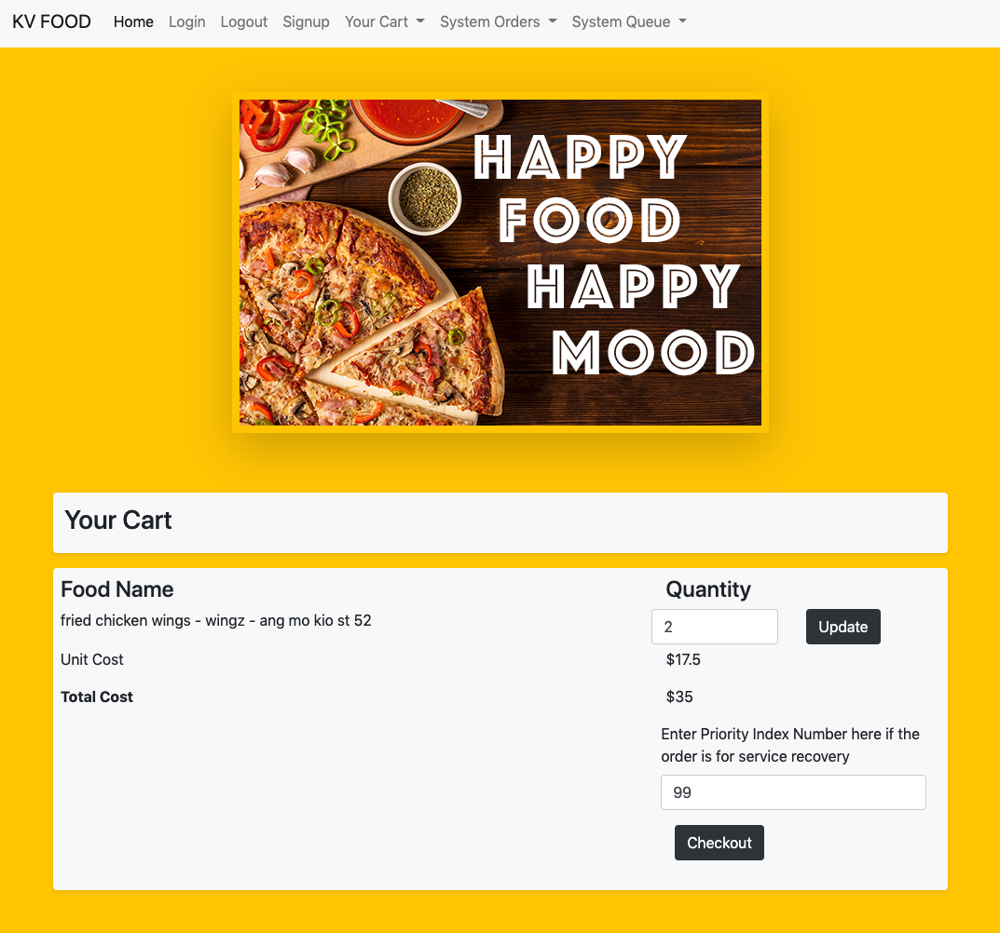 KV FOOD Home Login Logout Signup Your Cart System Orders System Queue
HAPPY
FOOD
HAPPY
MOOD
Your Cart
Food Name Quantity
fried chicken wings - wingz - ang mo kio st 52 2 Update
Unit Cost $17.5
Total Cost $35
Enter Priority Index Number here if the
order is for service recovery
99
Checkout